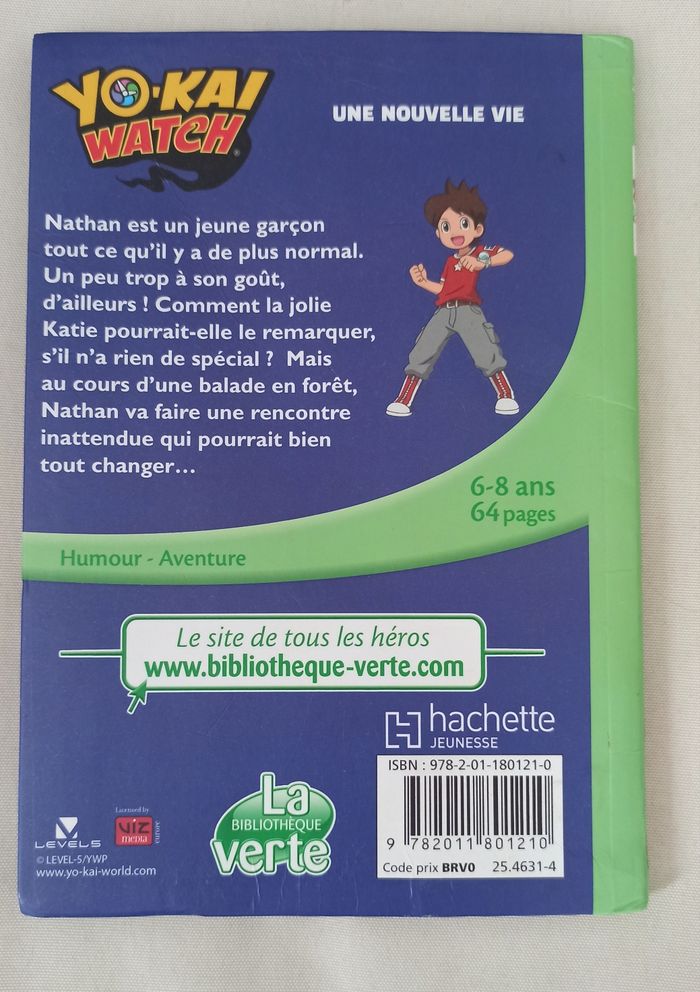 YO-KAI
WATCH
UNE NOUVELLE VIE
Nathan est un jeune garçon
tout ce qu'il y a de plus normal.
Un peu trop à son goût,
d'ailleurs ! Comment la jolie
Katie pourrait-elle le remarquer,
s'il n'a rien de spécial ? Mais
au cours d'une balade en forêt,
Nathan va faire une rencontre
inattendue qui pourrait bien
tout changer...
6-8 ans
64 pages
Humour - Aventure
Le site de tous les héros
www.bibliotheque-verte.com
hachette
JEUNESSE
ISBN : 978-2-01-180121-0
9 782011 801210
Code prix BRV0 25.4631-4
La
BIBLIOTHÈQUE
verte
Licensed by
VIZ
media
europe
LEVEL5
© LEVEL-5/YWP
www.yo-kai-world.com